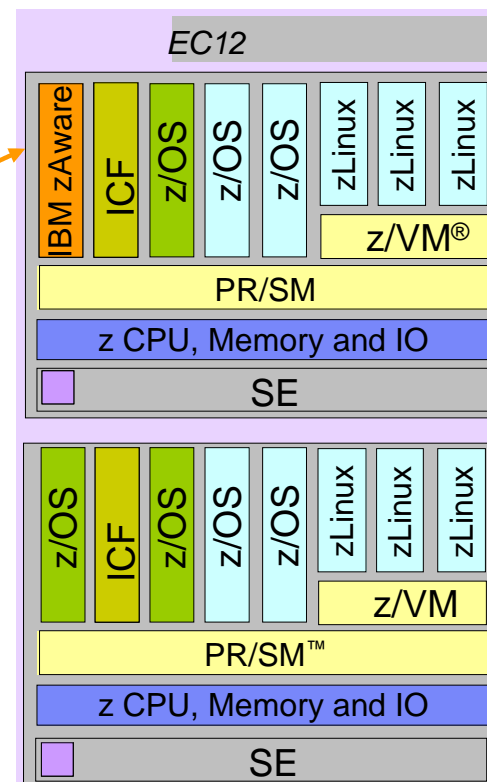 EC12
IBM zAware
ICF
z/OS
z/OS
z/OS
zLinux
zLinux
zLinux
z/VM®
PR/SM
z CPU, Memory and IO
SE
z/OS
ICF
z/OS
z/OS
z/OS
zLinux
zLinux
zLinux
z/VM
PR/SM™
z CPU, Memory and IO
SE